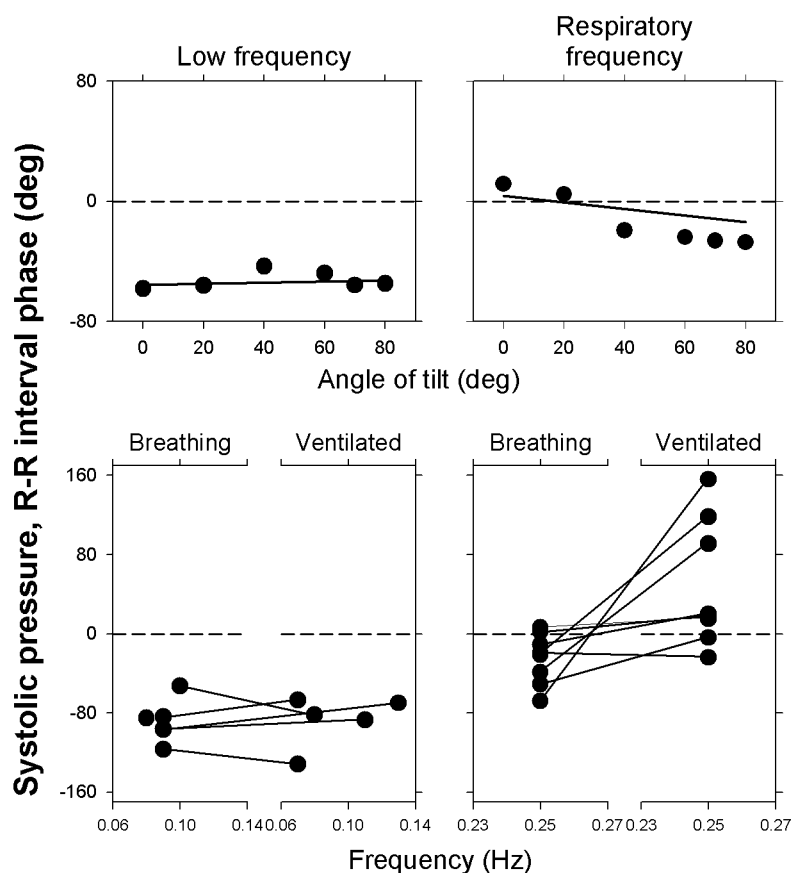 Low frequency
Respiratory
frequency
80
0
-80
0 20 40 60 80
0 20 40 60 80
Angle of tilt (deg)
Systolic pressure, R-R interval phase (deg)
Breathing Ventilated
Breathing Ventilated
160
80
0
-80
-160
0.06 0.10 0.14 0.06 0.10 0.14
0.23 0.25 0.27 0.23 0.25 0.27
Frequency (Hz)